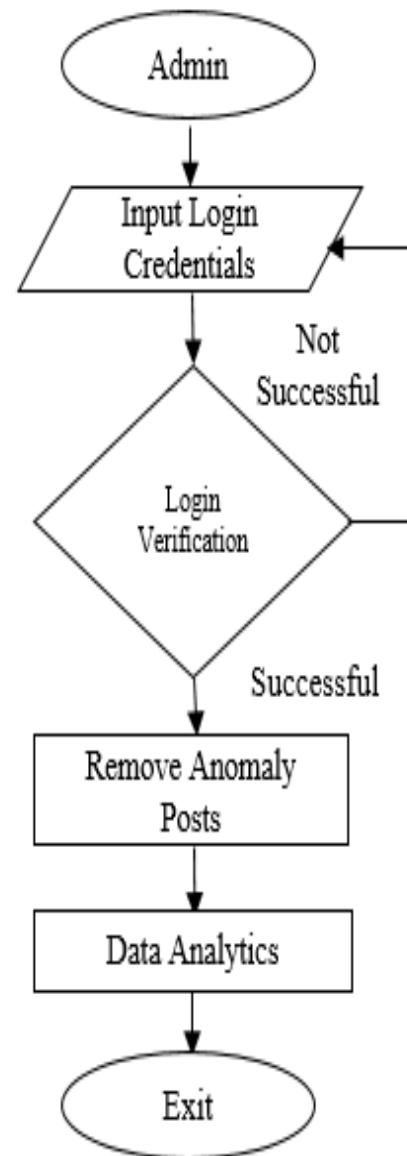 Admin
Input Login
Credentials
Not
Successful
Login
Verification
Successful
Remove Anomaly
Posts
Data Analytics
Exit